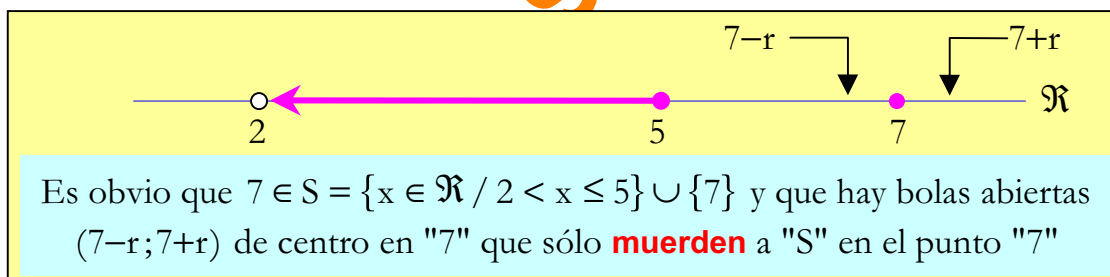 7−r 7+r
ℜ
2 5 7
Es obvio que 7 ∈ S = {x ∈ ℜ / 2 < x ≤ 5} ∪ {7} y que hay bolas abiertas
(7−r;7+r) de centro en "7" que sólo muerden a "S" en el punto "7"